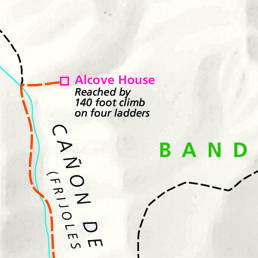 Alcove House
Reached by
140 foot climb
on four ladders
BAND
CAÑON DE
(FRIJOLES